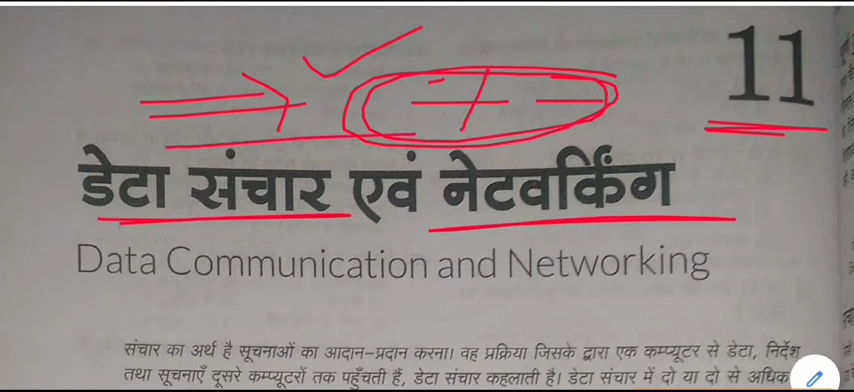 11
डेटा संचार एवं नेटवर्किंग
Data Communication and Networking
संचार का अर्थ है सूचनाओं का आदान-प्रदान करना। वह प्रक्रिया जिसके द्वारा एक कम्प्यूटर से डेटा, निर्देश
तथा सूचनाएँ दूसरे कम्प्यूटरों तक पहुँचती हैं, डेटा संचार कहलाती है। डेटा संचार में दो या दो से अधिक